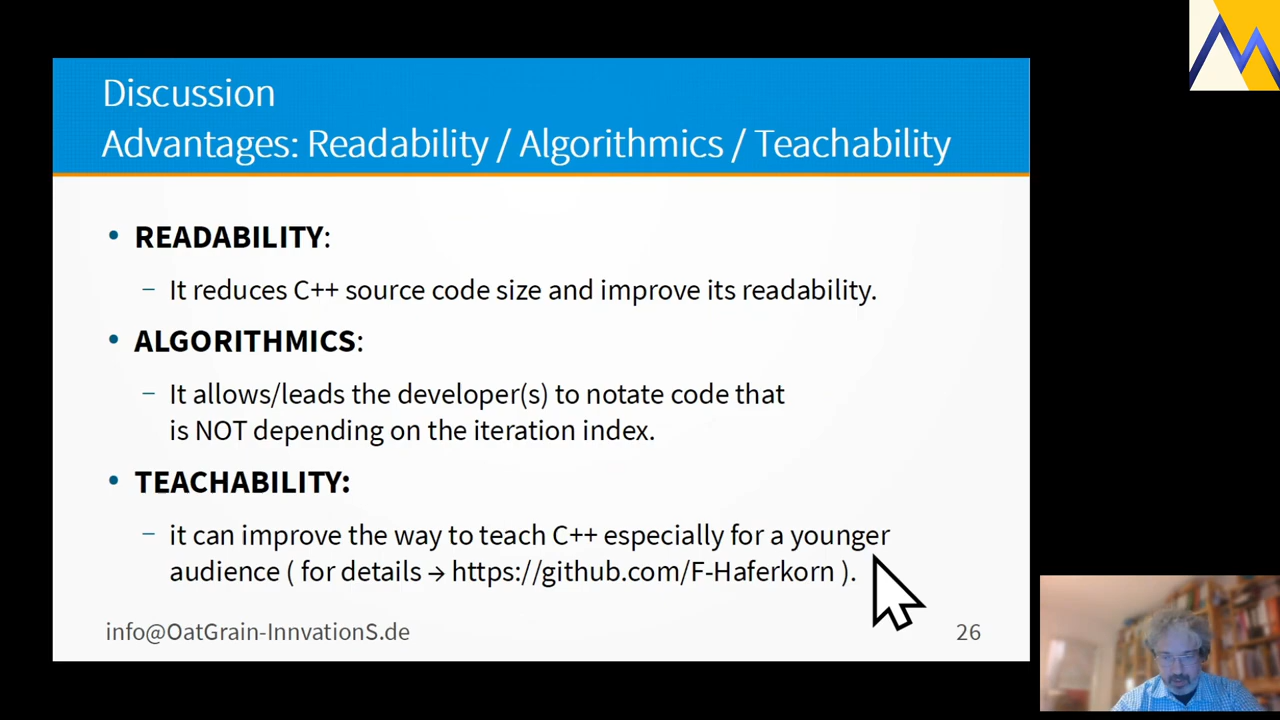 Discussion
Advantages: Readability / Algorithmics / Teachability
• READABILITY:
– It reduces C++ source code size and improve its readability.
• ALGORITHMICS:
– It allows/leads the developer(s) to notate code that
is NOT depending on the iteration index.
• TEACHABILITY:
– it can improve the way to teach C++ especially for a younger
audience ( for details → https://github.com/F-Haferkorn ).
info@OatGrain-InnvationS.de
26